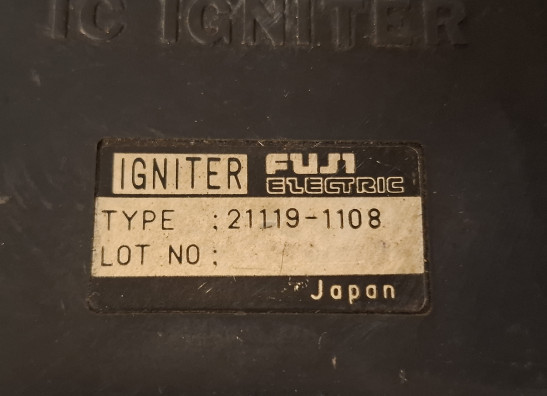 IC IGNITER
IGNITER FUJI ELECTRIC
TYPE : 21119-1108
LOT NO :
Japan